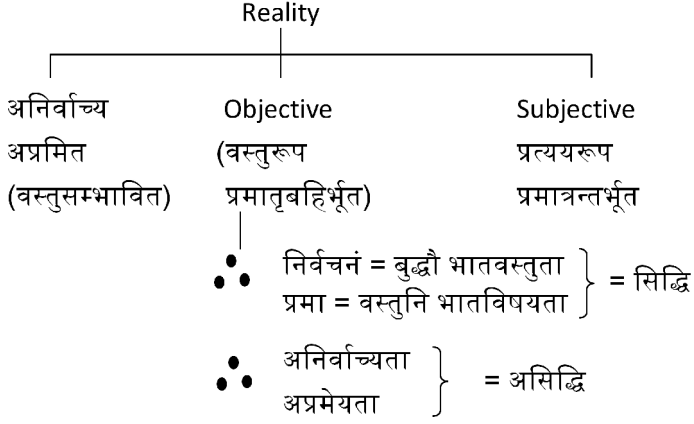 Reality
अनिर्वाच्य Objective Subjective
अप्रमित (वस्तुरूप प्रत्ययरूप
(वस्तुसम्भावित) प्रमातृबहिर्भूत) प्रमात्रन्तर्भूत
निर्वचनं = बुद्धौ भातवस्तुता
प्रमा = वस्तुनि भातविषयता
= सिद्धि
अनिर्वाच्यता
अप्रमेयता
= असिद्धि